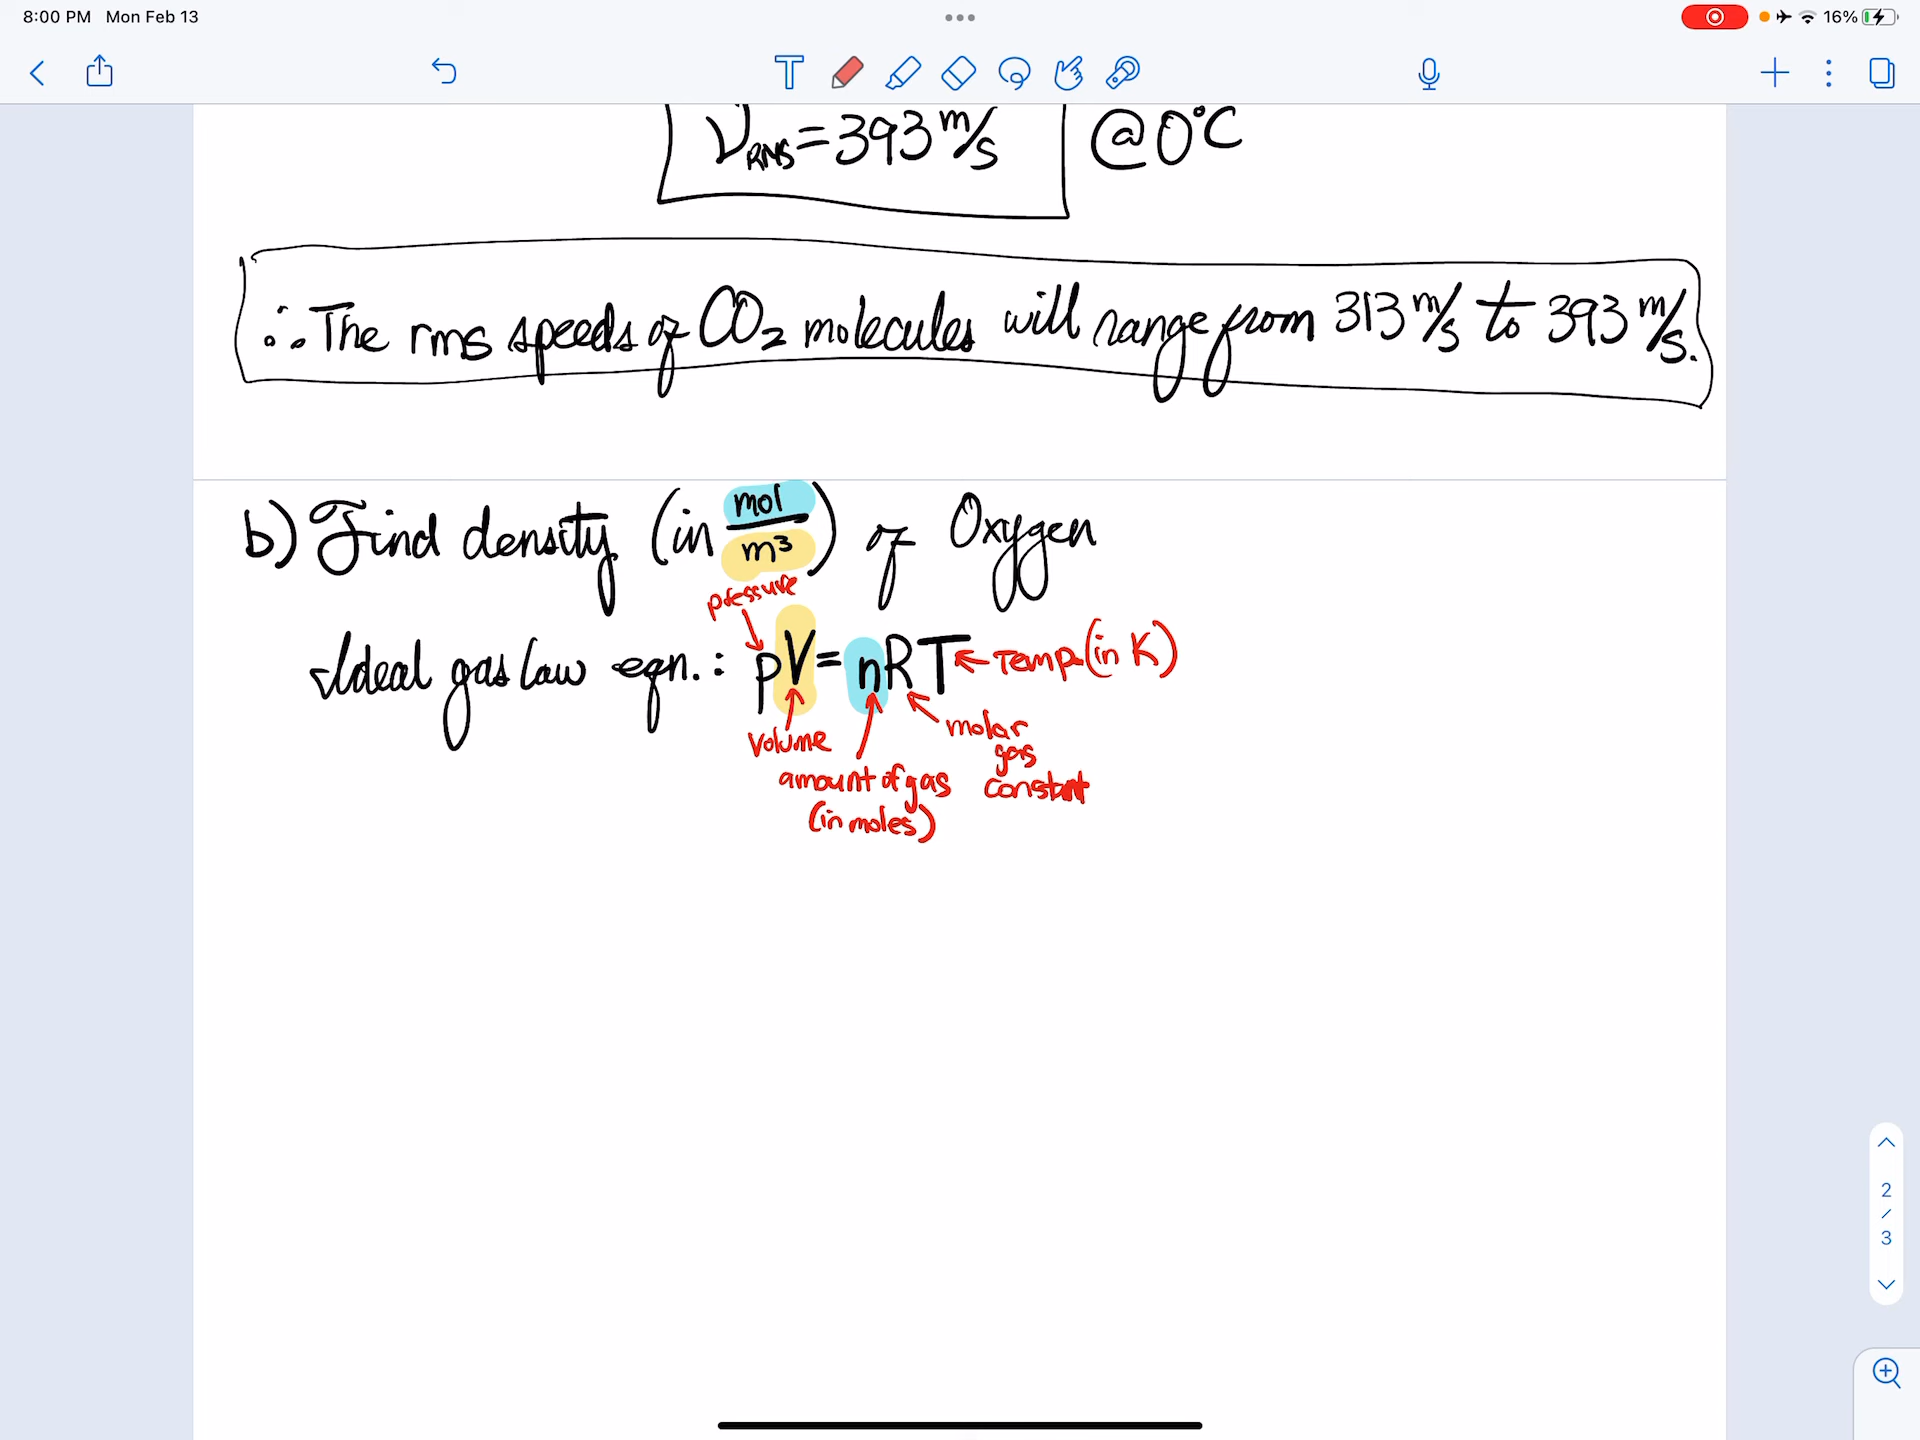 8:00 PM Mon Feb 13
16%
T
V_RMS = 393 m/s @ 0°C
∴ The rms speeds of CO₂ molecules will range from 313 m/s to 393 m/s.
b) Find density (in mol/m³) of Oxygen
pressure
Ideal gas law eqn.: pV = nRT ← Temp (in K)
volume
molar
gas
constant
amount of gas
(in moles)
2
/
3